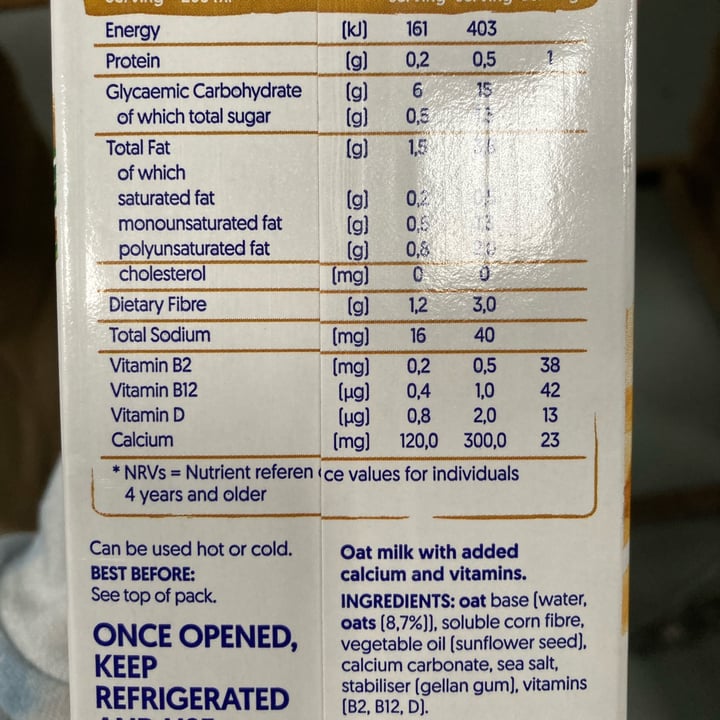 Energy (kJ) 161 403
Protein (g) 0,2 0,5 1
Glycaemic Carbohydrate (g) 6 15
of which total sugar (g) 0,5
Total Fat (g) 1,5
of which
saturated fat (g) 0,2
monounsaturated fat (g) 0,5
polyunsaturated fat (g) 0,8
cholesterol (mg) 0 0
Dietary Fibre (g) 1,2 3,0
Total Sodium (mg) 16 40
Vitamin B2 (mg) 0,2 0,5 38
Vitamin B12 (µg) 0,4 1,0 42
Vitamin D (µg) 0,8 2,0 13
Calcium (mg) 120,0 300,0 23
* NRVs = Nutrient reference values for individuals
4 years and older
Can be used hot or cold.
BEST BEFORE:
See top of pack.
ONCE OPENED,
KEEP
REFRIGERATED
Oat milk with added
calcium and vitamins.
INGREDIENTS: oat base (water,
oats (8,7%)), soluble corn fibre,
vegetable oil (sunflower seed),
calcium carbonate, sea salt,
stabiliser (gellan gum), vitamins
(B2, B12, D).